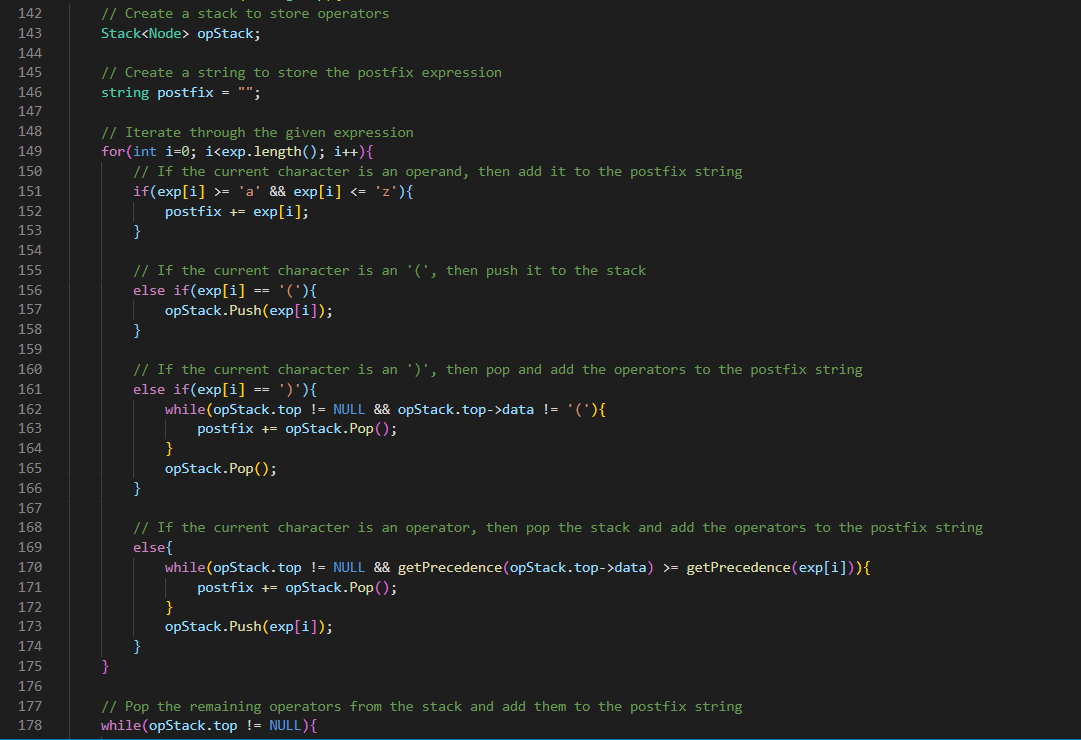 142 // Create a stack to store operators
143 Stack<Node> opStack;
144
145 // Create a string to store the postfix expression
146 string postfix = "";
147
148 // Iterate through the given expression
149 for(int i=0; i<exp.length(); i++){
150 // If the current character is an operand, then add it to the postfix string
151 if(exp[i] >= 'a' && exp[i] <= 'z'){
152 postfix += exp[i];
153 }
154
155 // If the current character is an '(', then push it to the stack
156 else if(exp[i] == '('){
157 opStack.Push(exp[i]);
158 }
159
160 // If the current character is an ')', then pop and add the operators to the postfix string
161 else if(exp[i] == ')'){
162 while(opStack.top != NULL && opStack.top->data != '('){
163 postfix += opStack.Pop();
164 }
165 opStack.Pop();
166 }
167
168 // If the current character is an operator, then pop the stack and add the operators to the postfix string
169 else{
170 while(opStack.top != NULL && getPrecedence(opStack.top->data) >= getPrecedence(exp[i])){
171 postfix += opStack.Pop();
172 }
173 opStack.Push(exp[i]);
174 }
175 }
176
177 // Pop the remaining operators from the stack and add them to the postfix string
178 while(opStack.top != NULL){